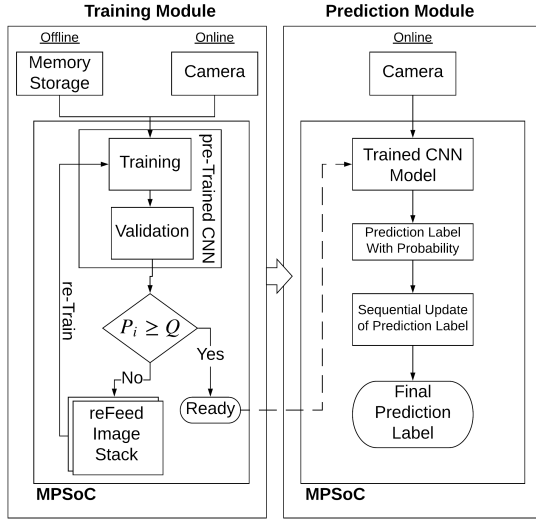 Training Module
Offline
Online
Memory
Storage
Camera
Training
Validation
pre-Trained CNN
re-Train
P_i ≥ Q
Yes
No
Ready
reFeed
Image
Stack
MPSoC
Prediction Module
Online
Camera
Trained CNN
Model
Prediction Label
With Probability
Sequential Update
of Prediction Label
Final
Prediction
Label
MPSoC